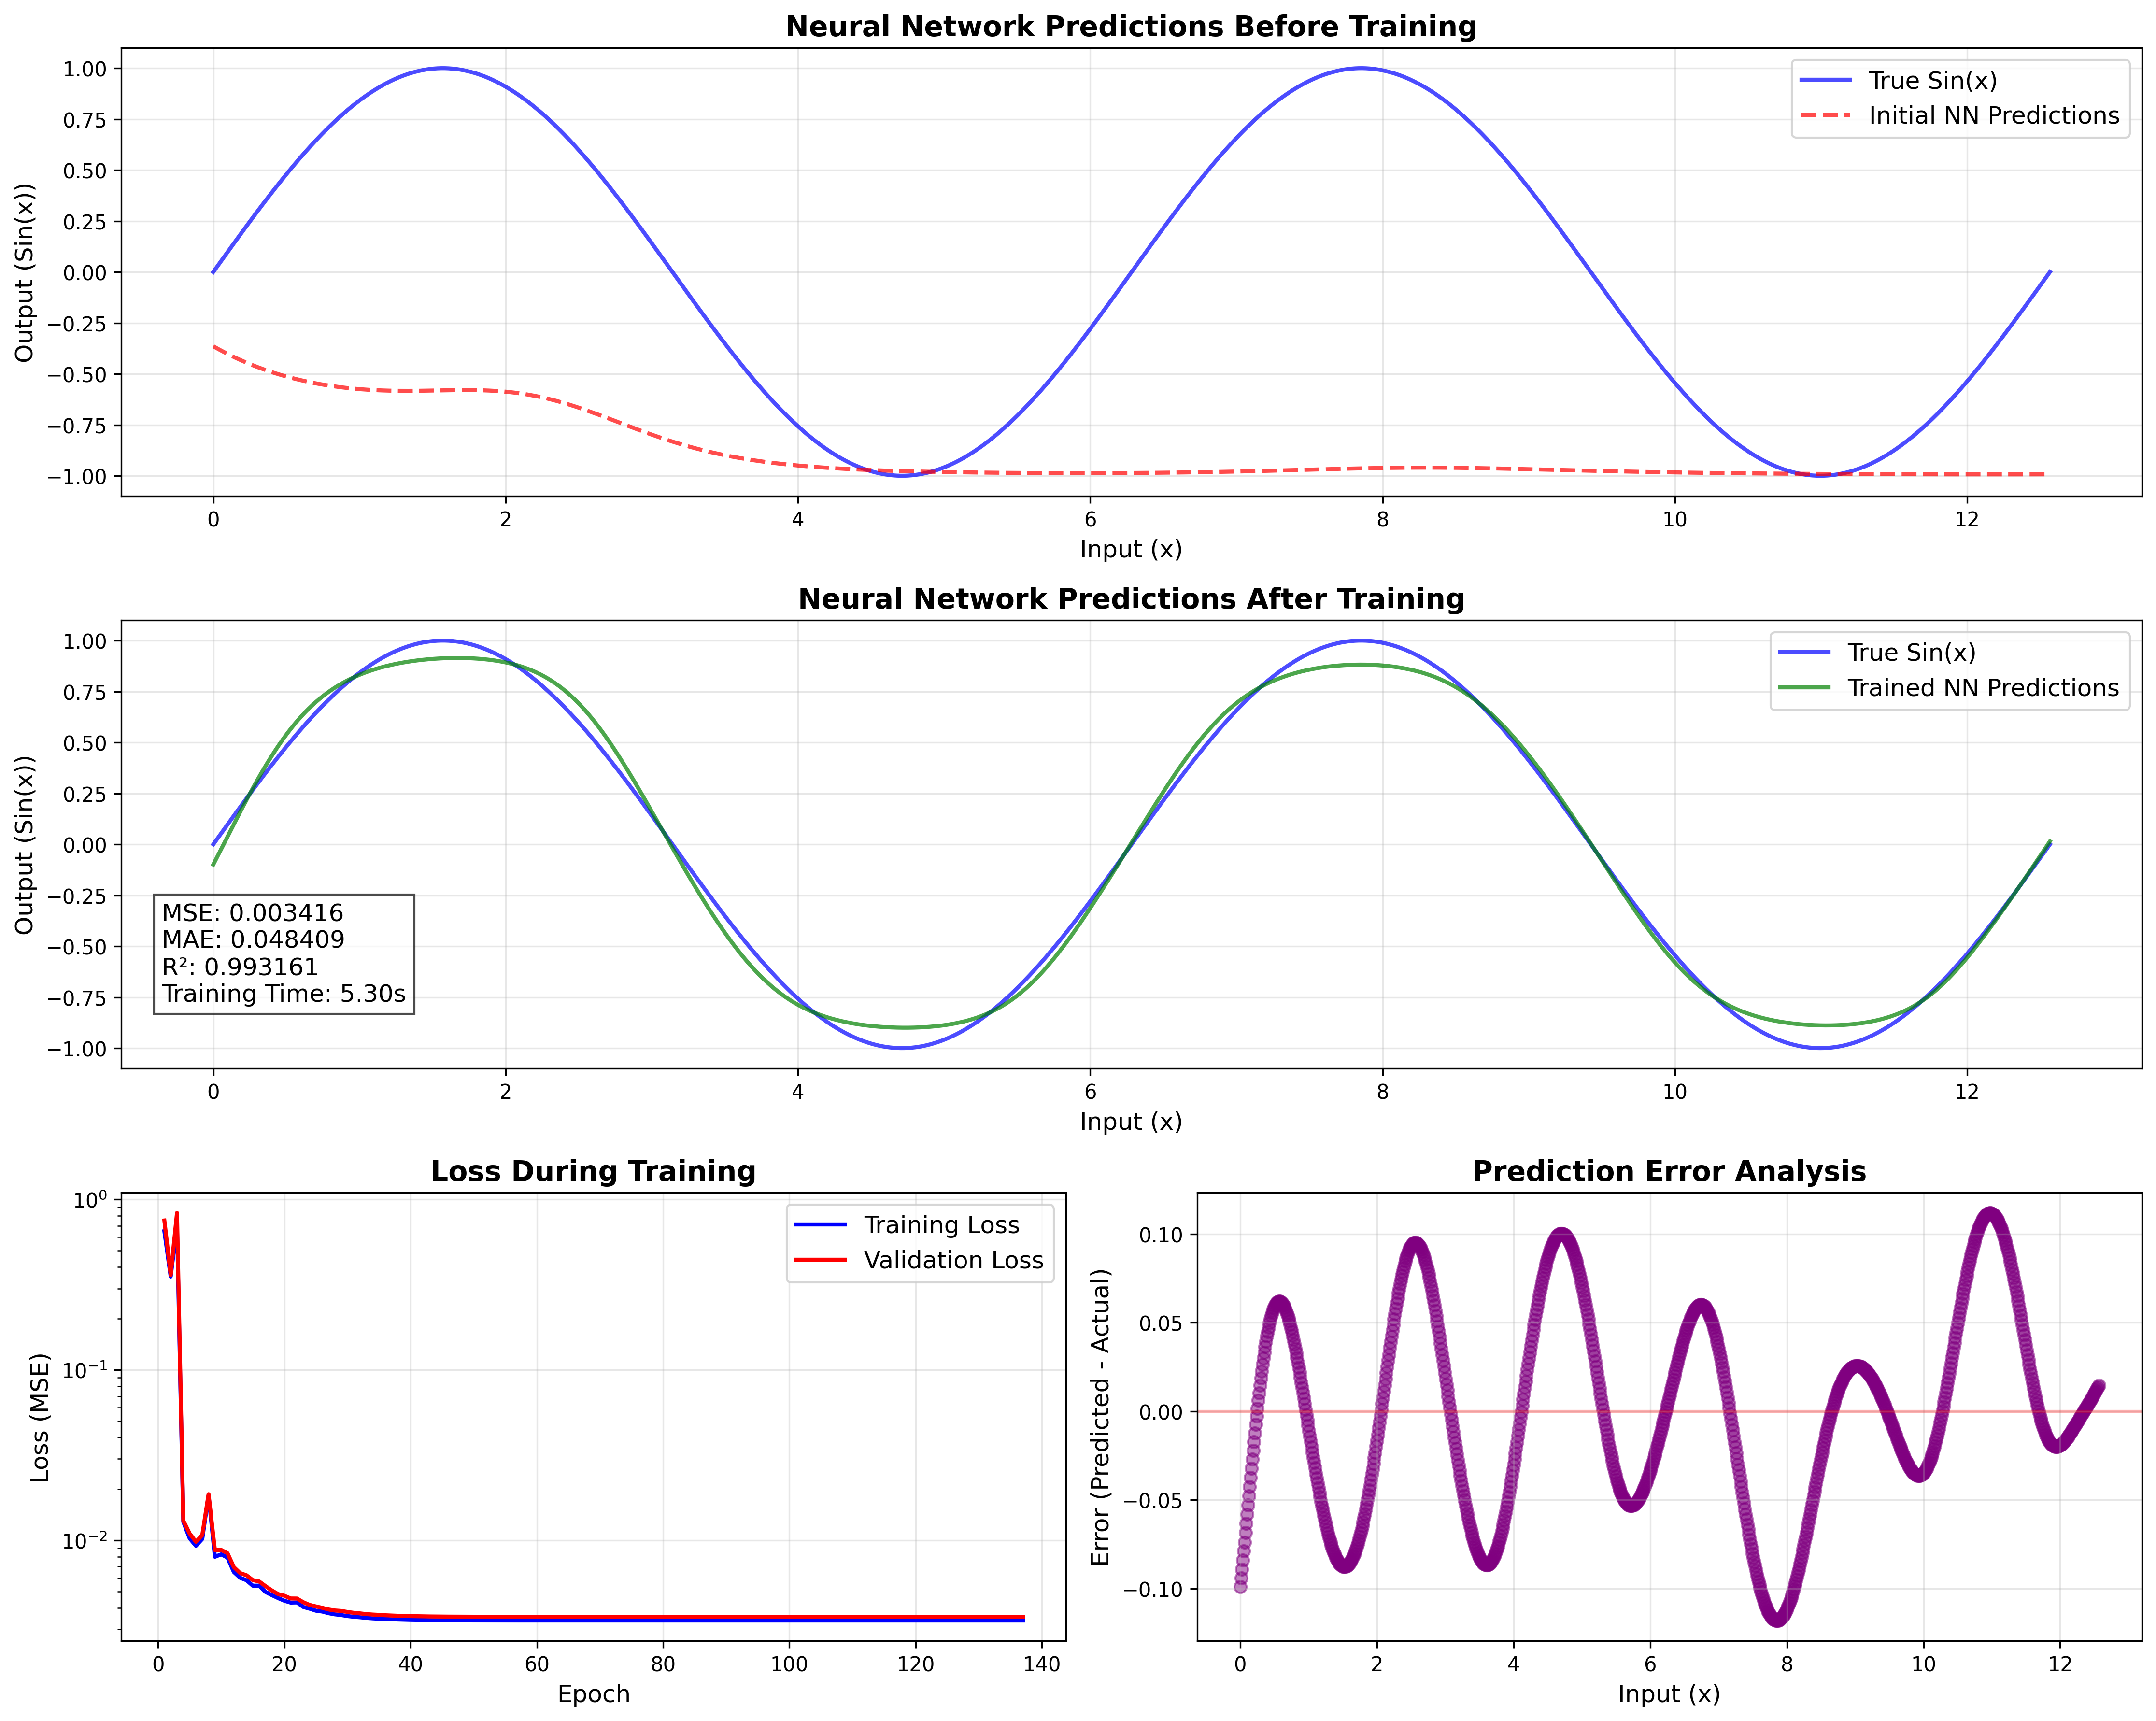 Neural Network Predictions Before Training
Output (Sin(x))
1.00
0.75
0.50
0.25
0.00
−0.25
−0.50
−0.75
−1.00
True Sin(x)
Initial NN Predictions
0 2 4 6 8 10 12
Input (x)
Neural Network Predictions After Training
Output (Sin(x))
1.00
0.75
0.50
0.25
0.00
−0.25
−0.50
−0.75
−1.00
True Sin(x)
Trained NN Predictions
MSE: 0.003416
MAE: 0.048409
R²: 0.993161
Training Time: 5.30s
0 2 4 6 8 10 12
Input (x)
Loss During Training
Loss (MSE)
10⁰
10⁻¹
10⁻²
Training Loss
Validation Loss
0 20 40 60 80 100 120 140
Epoch
Prediction Error Analysis
Error (Predicted - Actual)
0.10
0.05
0.00
−0.05
−0.10
0 2 4 6 8 10 12
Input (x)